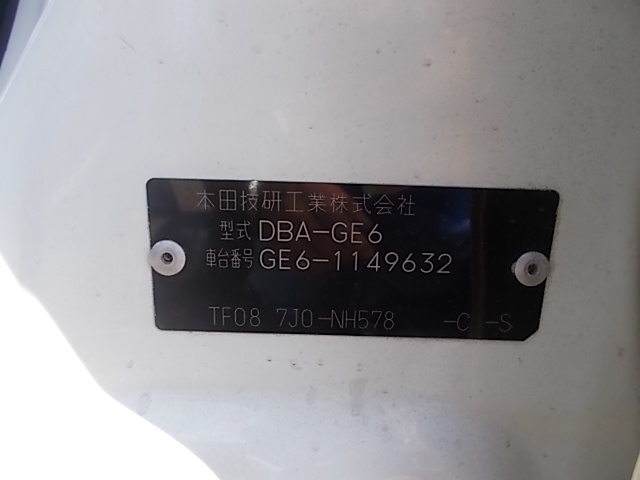 本田技研工業株式会社
型式 DBA-GE6
車台番号 GE6-1149632
TF08 7J0-NH578 -C -S